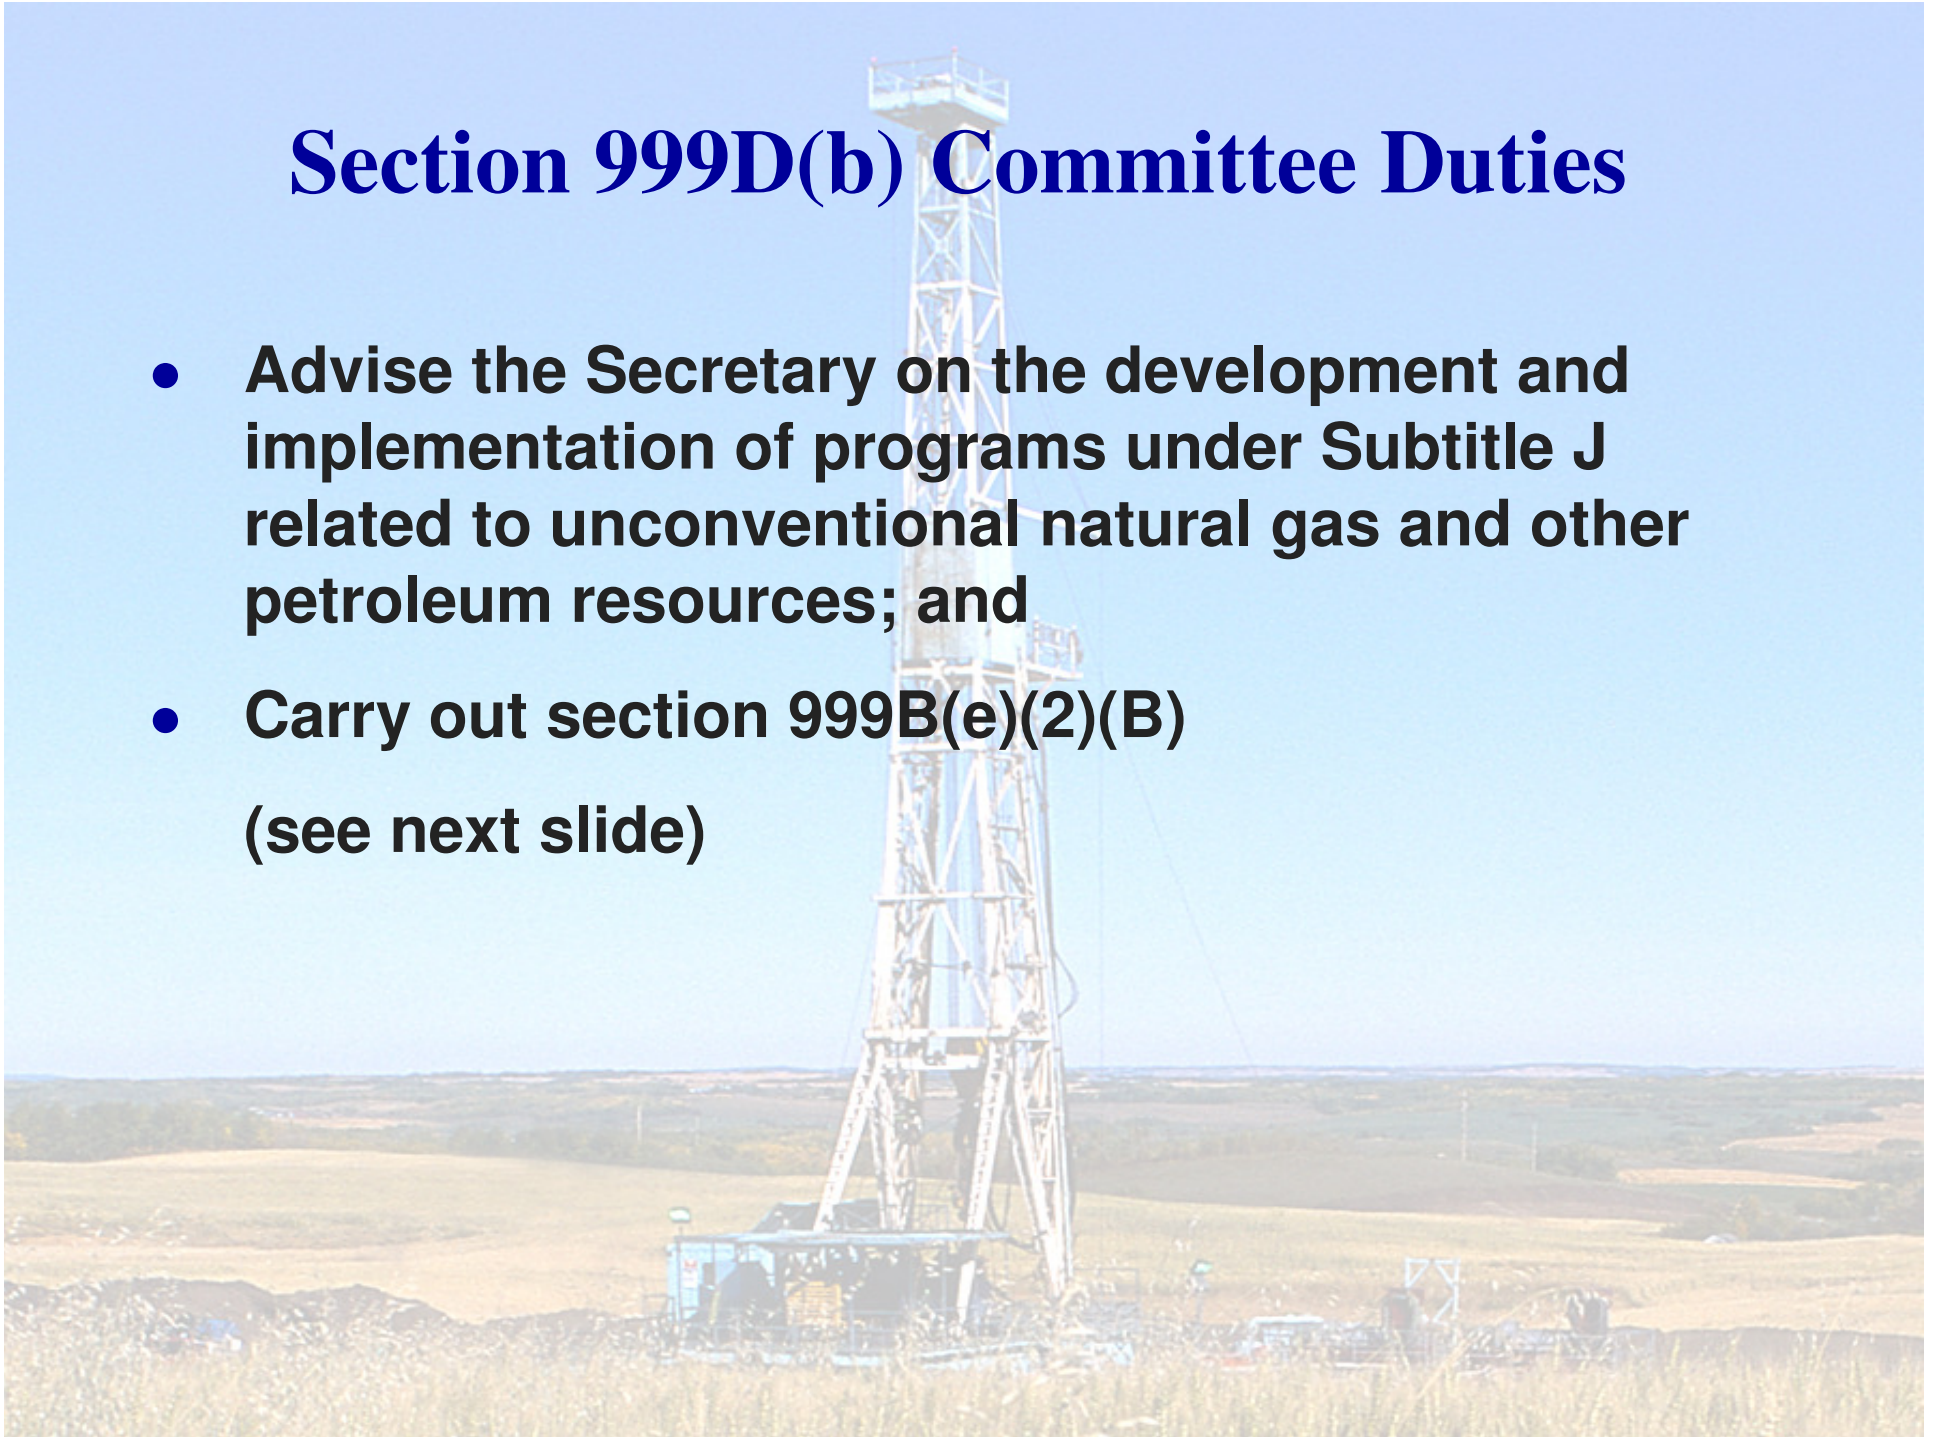 Section 999D(b) Committee Duties
● Advise the Secretary on the development and
implementation of programs under Subtitle J
related to unconventional natural gas and other
petroleum resources; and
● Carry out section 999B(e)(2)(B)
(see next slide)